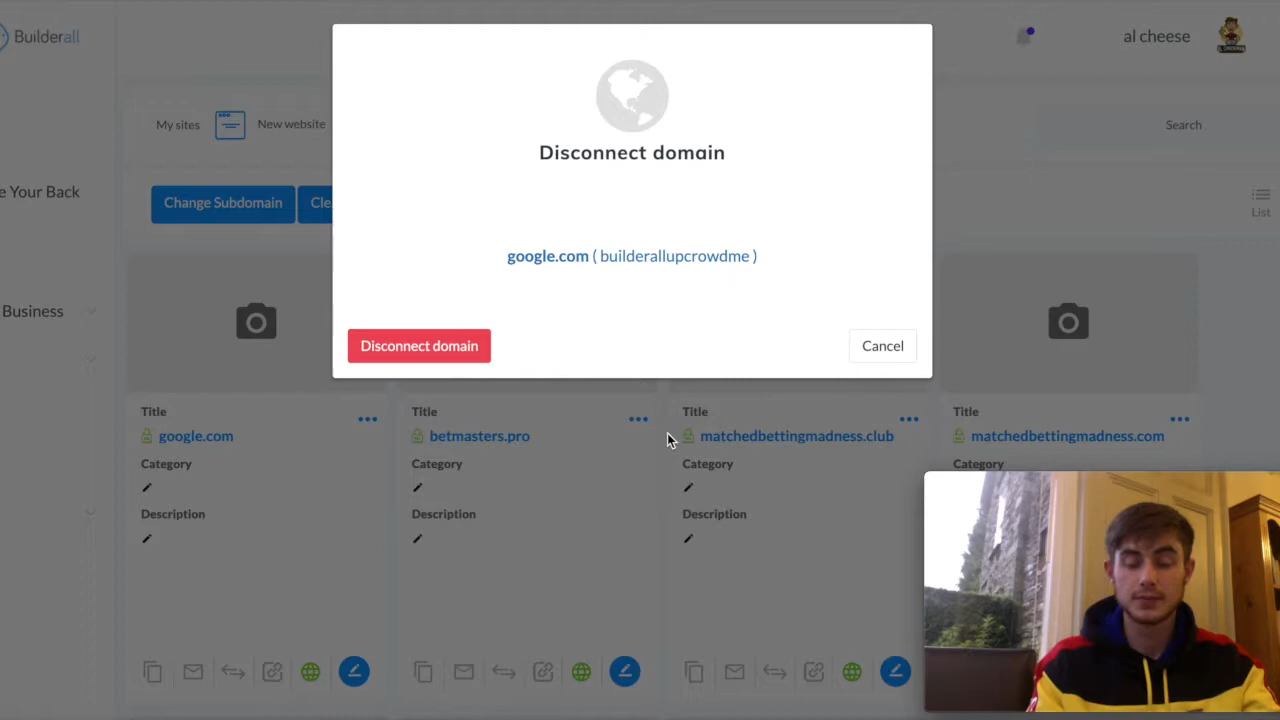 Builderall
al cheese
My sites
New website
Search
e Your Back
Change Subdomain
Cle
List
Business
Disconnect domain
google.com ( builderallupcrowdme )
Disconnect domain
Cancel
Title
google.com
Category
Description
Title
betmasters.pro
Category
Description
Title
matchedbettingmadness.club
Category
Description
Title
matchedbettingmadness.com
Category